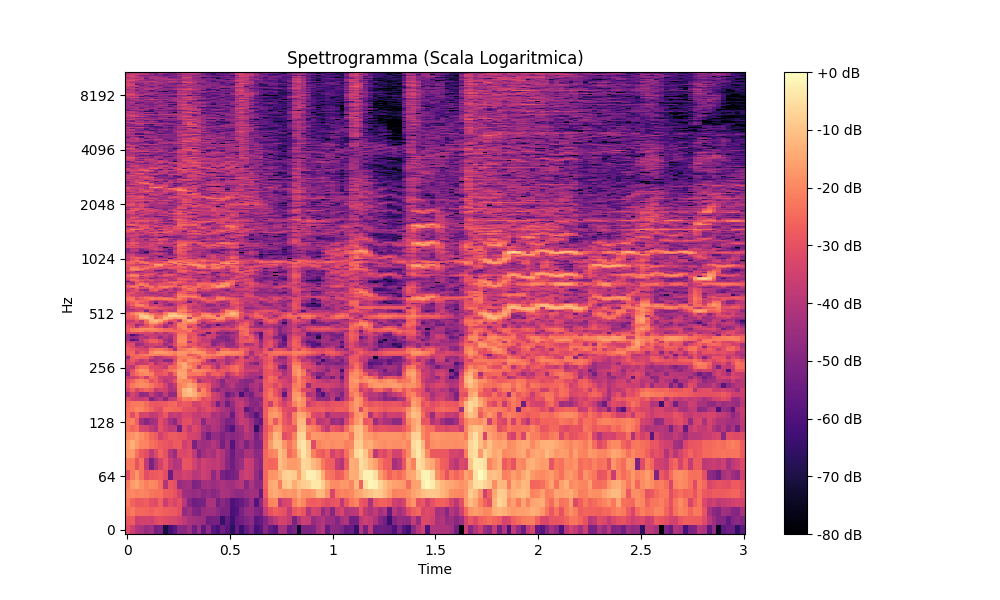 Spettrogramma (Scala Logaritmica)
Hz
8192
4096
2048
1024
512
256
128
64
0
0
0.5
1
1.5
2
2.5
3
Time
+0 dB
-10 dB
-20 dB
-30 dB
-40 dB
-50 dB
-60 dB
-70 dB
-80 dB